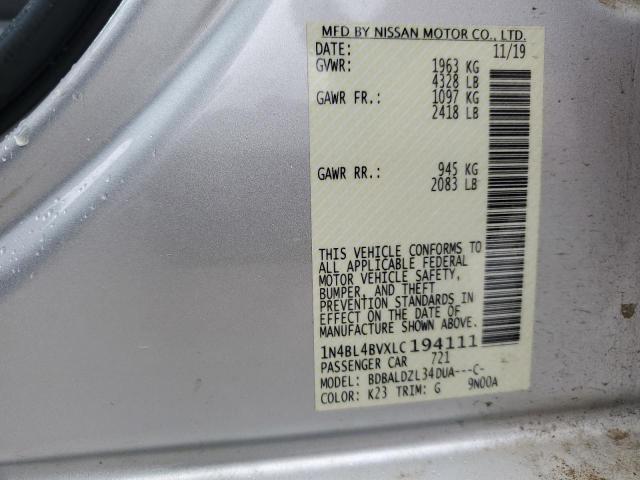 MFD BY NISSAN MOTOR CO., LTD.
DATE: 11/19
GVWR: 1963 KG
4328 LB
GAWR FR.: 1097 KG
2418 LB
GAWR RR.: 945 KG
2083 LB
THIS VEHICLE CONFORMS TO
ALL APPLICABLE FEDERAL
MOTOR VEHICLE SAFETY,
BUMPER, AND THEFT
PREVENTION STANDARDS IN
EFFECT ON THE DATE OF
MANUFACTURE SHOWN ABOVE.
1N4BL4BVXLC194111
PASSENGER CAR 721
MODEL: BDBALDZL34DUA---C-
COLOR: K23 TRIM: G 9N00A